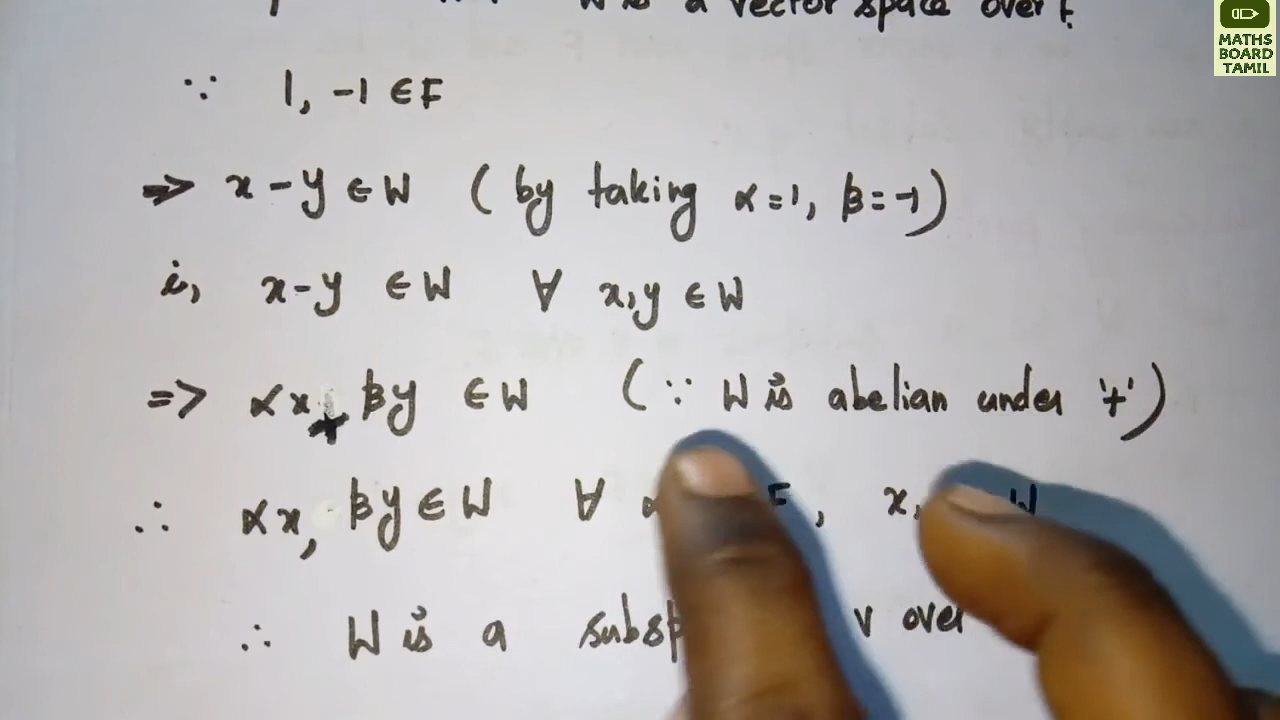 W is a vector space over F.
MATHS
BOARD
TAMIL
∵ 1, -1 ∈ F
=> x - y ∈ W ( by taking α = 1, β = -1 )
i, x - y ∈ W ∀ x, y ∈ W
=> αx + βy ∈ W ( ∵ W is abelian under '+' )
∴ αx, βy ∈ W ∀ F, x, W
∴ W is a v over